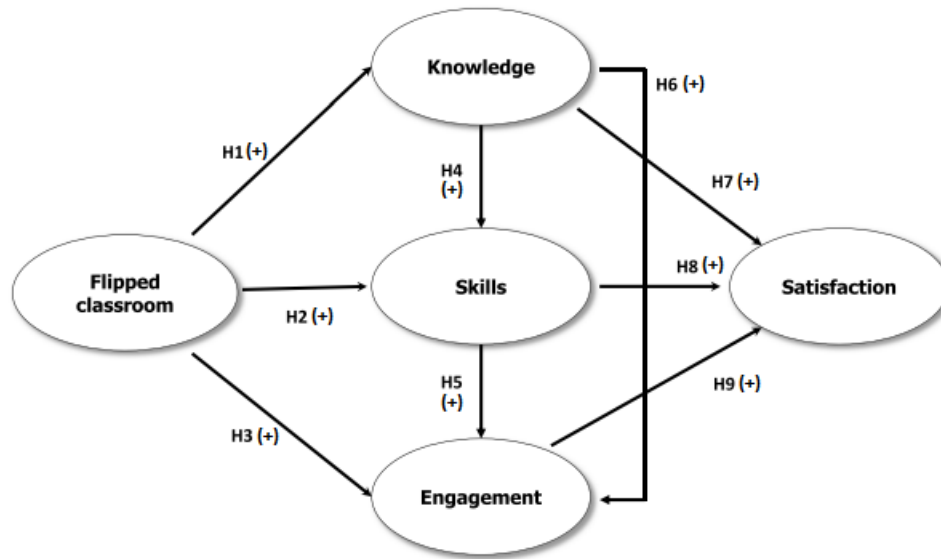 Knowledge
H6 (+)
H1 (+)
H4
(+)
H7 (+)
Flipped
classroom
Skills
H8 (+)
Satisfaction
H2 (+)
H5
(+)
H9 (+)
H3 (+)
Engagement